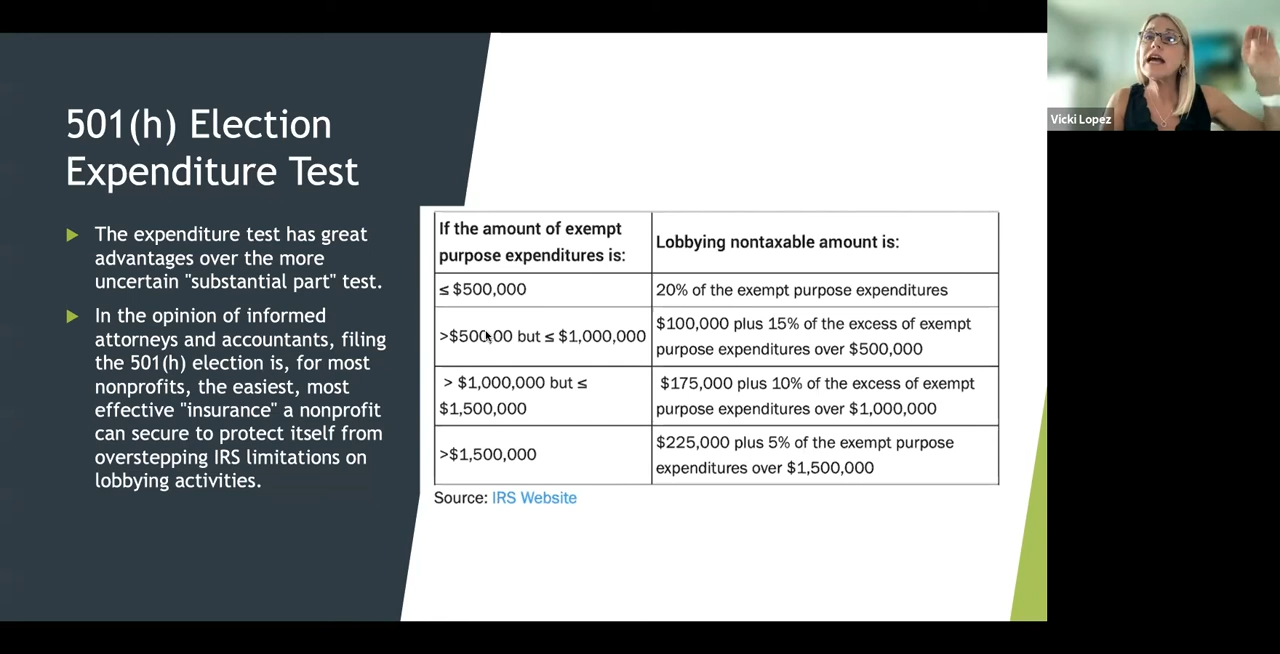 501(h) Election
Expenditure Test
The expenditure test has great
advantages over the more
uncertain "substantial part" test.
In the opinion of informed
attorneys and accountants, filing
the 501(h) election is, for most
nonprofits, the easiest, most
effective "insurance" a nonprofit
can secure to protect itself from
overstepping IRS limitations on
lobbying activities.
If the amount of exempt
purpose expenditures is:
Lobbying nontaxable amount is:
≤ $500,000
20% of the exempt purpose expenditures
>$500,00 but ≤ $1,000,000
$100,000 plus 15% of the excess of exempt
purpose expenditures over $500,000
> $1,000,000 but ≤
$1,500,000
$175,000 plus 10% of the excess of exempt
purpose expenditures over $1,000,000
>$1,500,000
$225,000 plus 5% of the exempt purpose
expenditures over $1,500,000
Source: IRS Website
Vicki Lopez